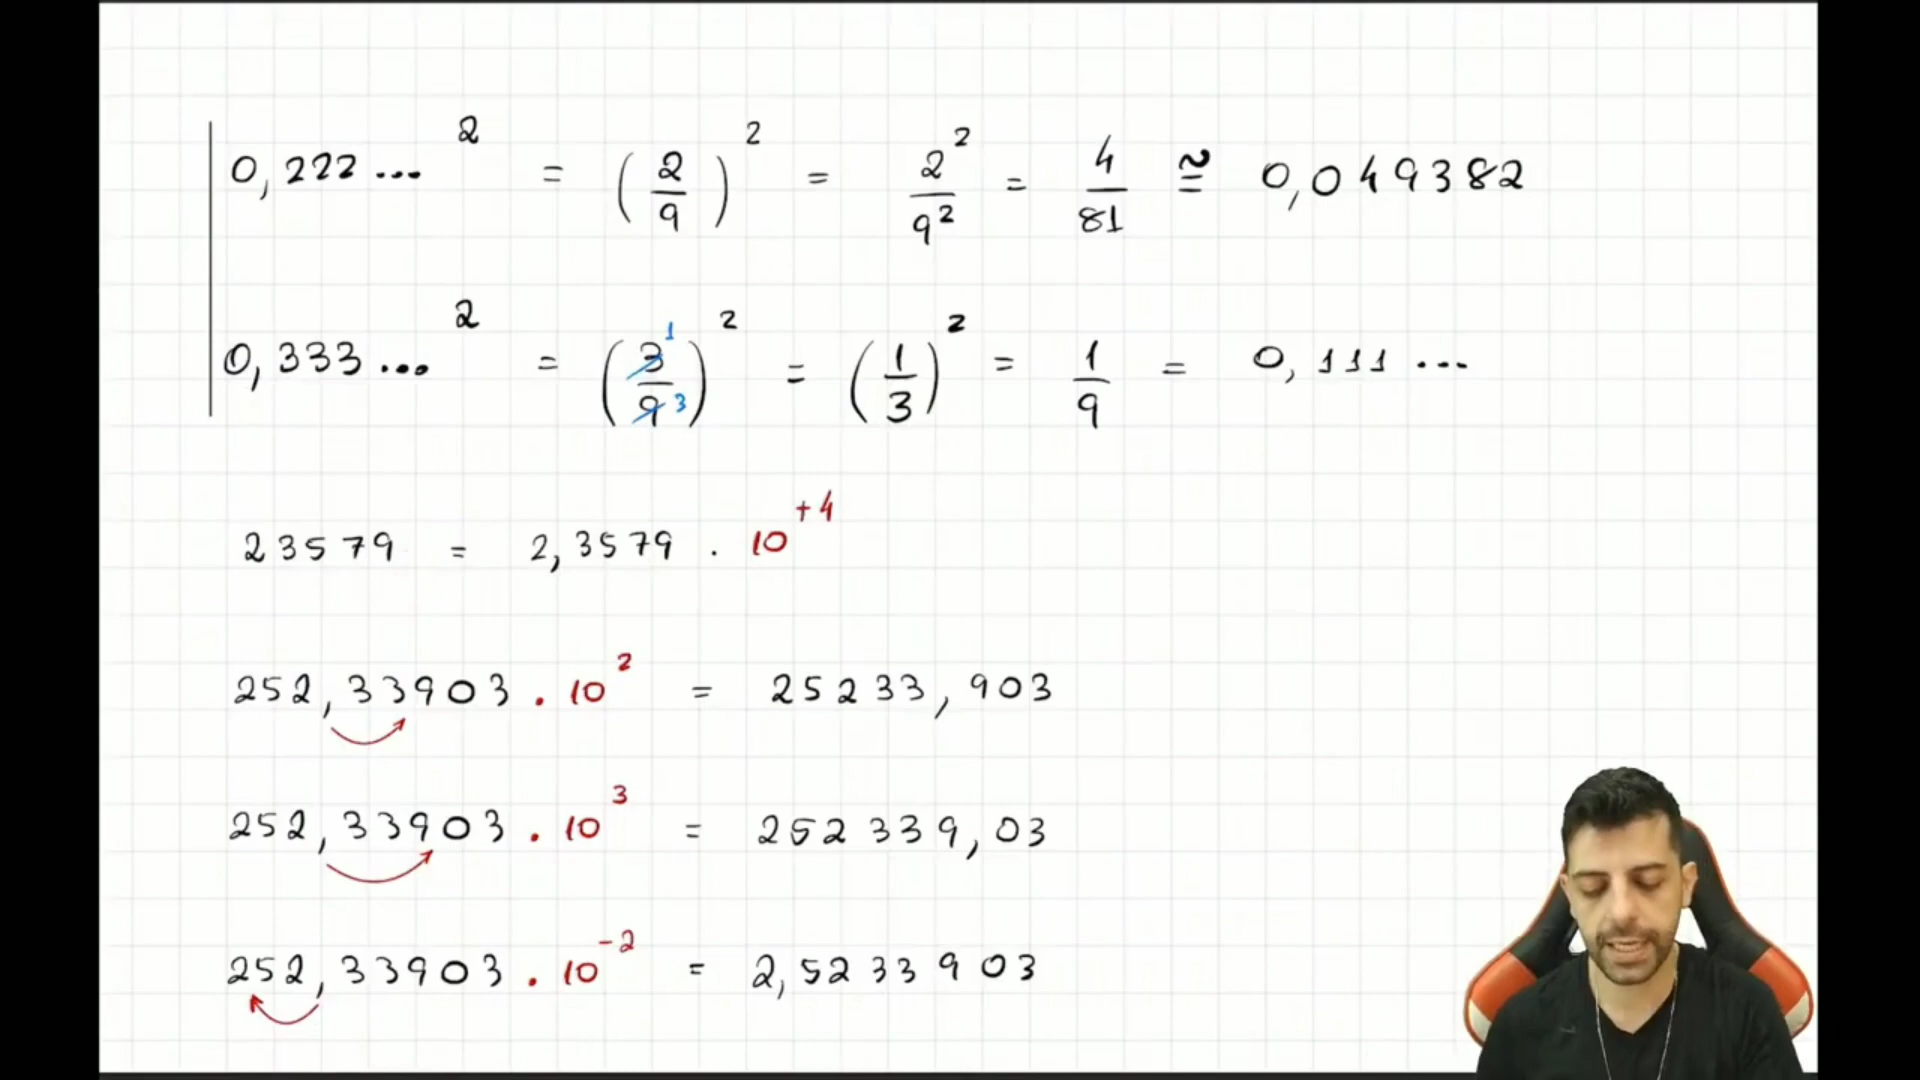 0,222...² = (2/9)² = 2²/9² = 4/81 ≅ 0,049382
0,333...² = (3̸¹/9̸³)² = (1/3)² = 1/9 = 0,111...
23579 = 2,3579 . 10⁺⁴
252,33903 . 10² = 25233,903
252,33903 . 10³ = 252339,03
252,33903 . 10⁻² = 2,5233903